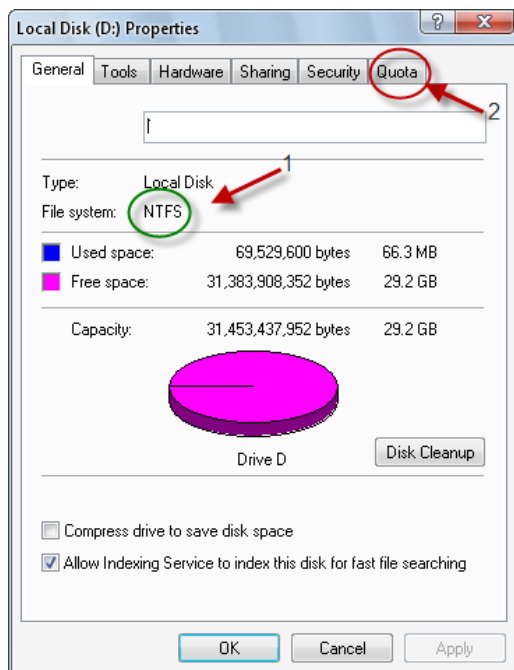 Local Disk (D:) Properties
General Tools Hardware Sharing Security Quota
2
1
Type: Local Disk
File system: NTFS
Used space: 69,529,600 bytes 66.3 MB
Free space: 31,383,908,352 bytes 29.2 GB
Capacity: 31,453,437,952 bytes 29.2 GB
Drive D
Disk Cleanup
Compress drive to save disk space
Allow Indexing Service to index this disk for fast file searching
OK Cancel Apply